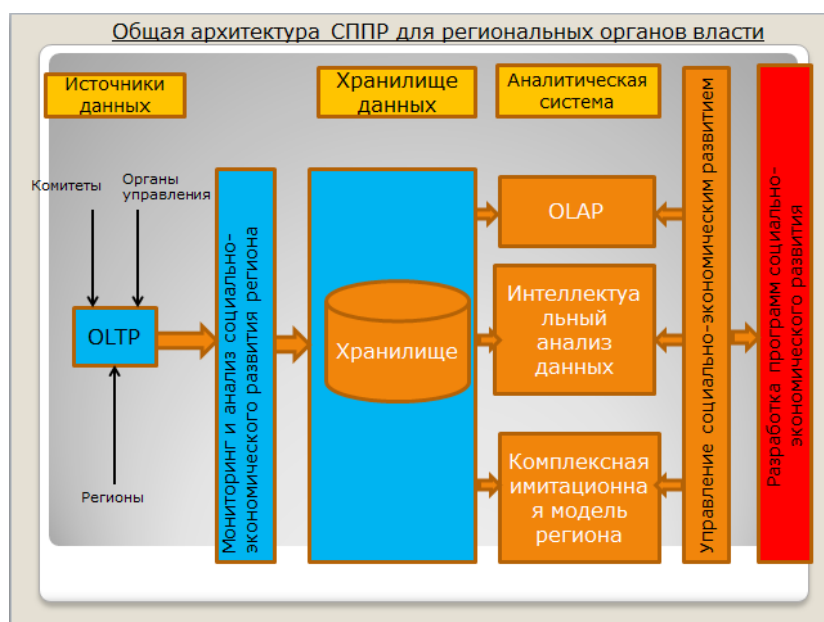 Общая архитектура СППР для региональных органов власти
Источники
данных
Хранилище
данных
Аналитическая
система
Комитеты
Органы
управления
OLTP
Регионы
Мониторинг и анализ социально-
экономического развития региона
Хранилище
OLAP
Интеллектуа
льный
анализ
данных
Комплексная
имитационна
я модель
региона
Управление социально-экономическим развитием
Разработка программ социально-
экономического развития